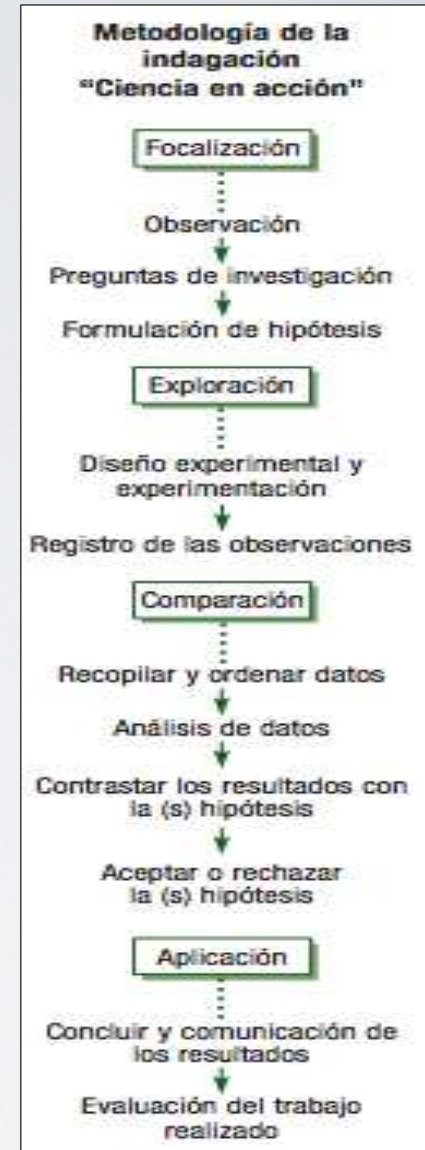 Metodología de la
indagación
"Ciencia en acción"
Focalización
Observación
Preguntas de investigación
Formulación de hipótesis
Exploración
Diseño experimental y
experimentación
Registro de las observaciones
Comparación
Recopilar y ordenar datos
Análisis de datos
Contrastar los resultados con
la (s) hipótesis
Aceptar o rechazar
la (s) hipótesis
Aplicación
Concluir y comunicación de
los resultados
Evaluación del trabajo
realizado